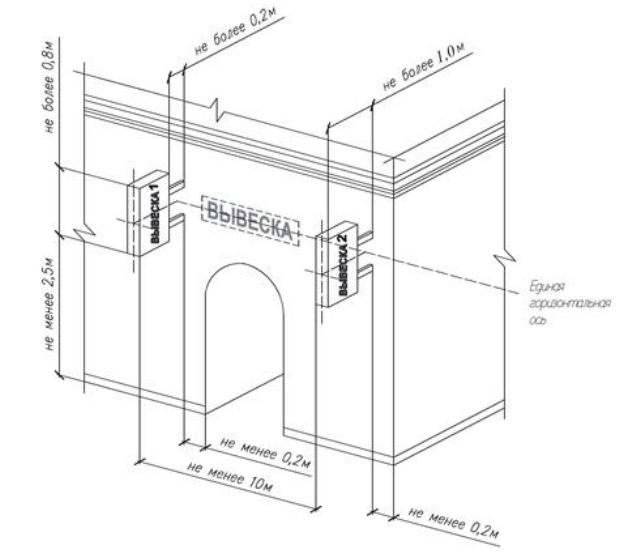 не более 0,2м
не более 1,0м
не более 0,8м
ВЫВЕСКА 1
ВЫВЕСКА
ВЫВЕСКА 2
не менее 2,5м
Единая
горизонтальная
ось
не менее 0,2м
не менее 10м
не менее 0,2м